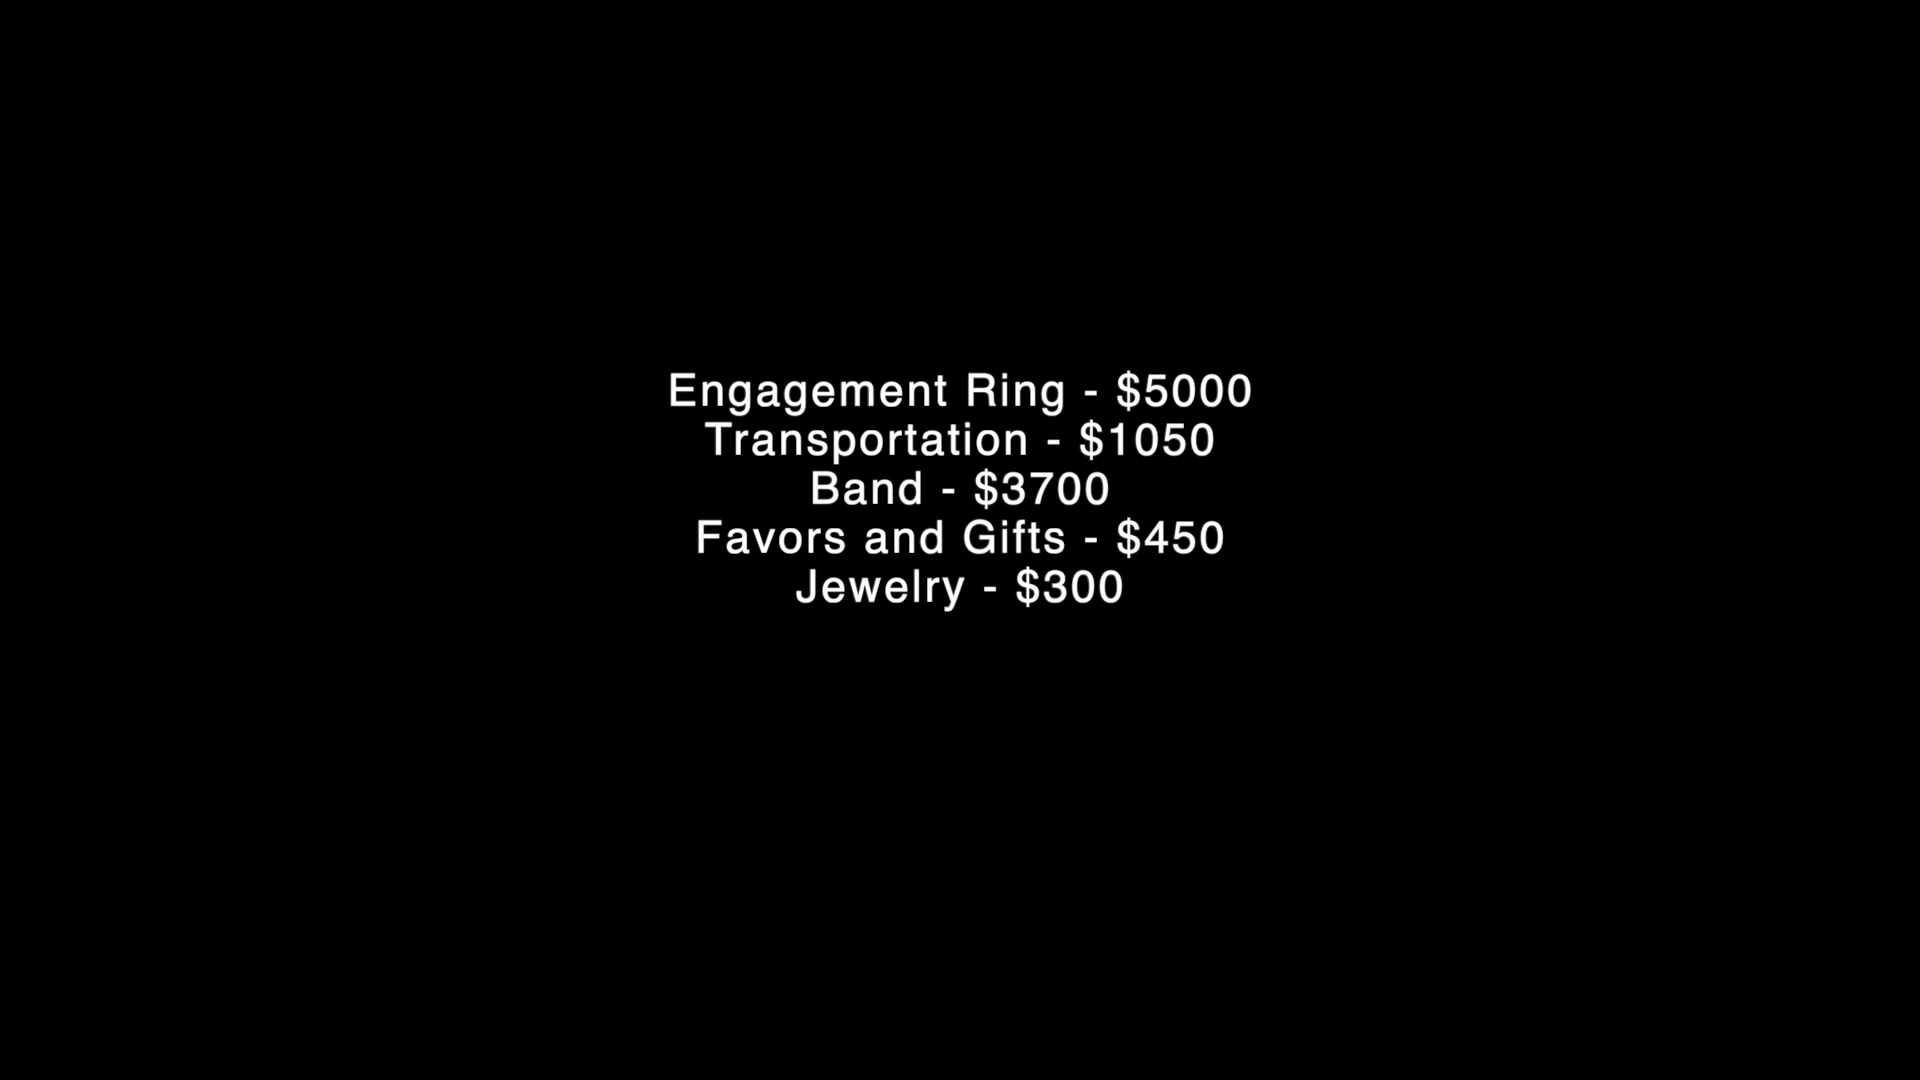 Engagement Ring - $5000
Transportation - $1050
Band - $3700
Favors and Gifts - $450
Jewelry - $300